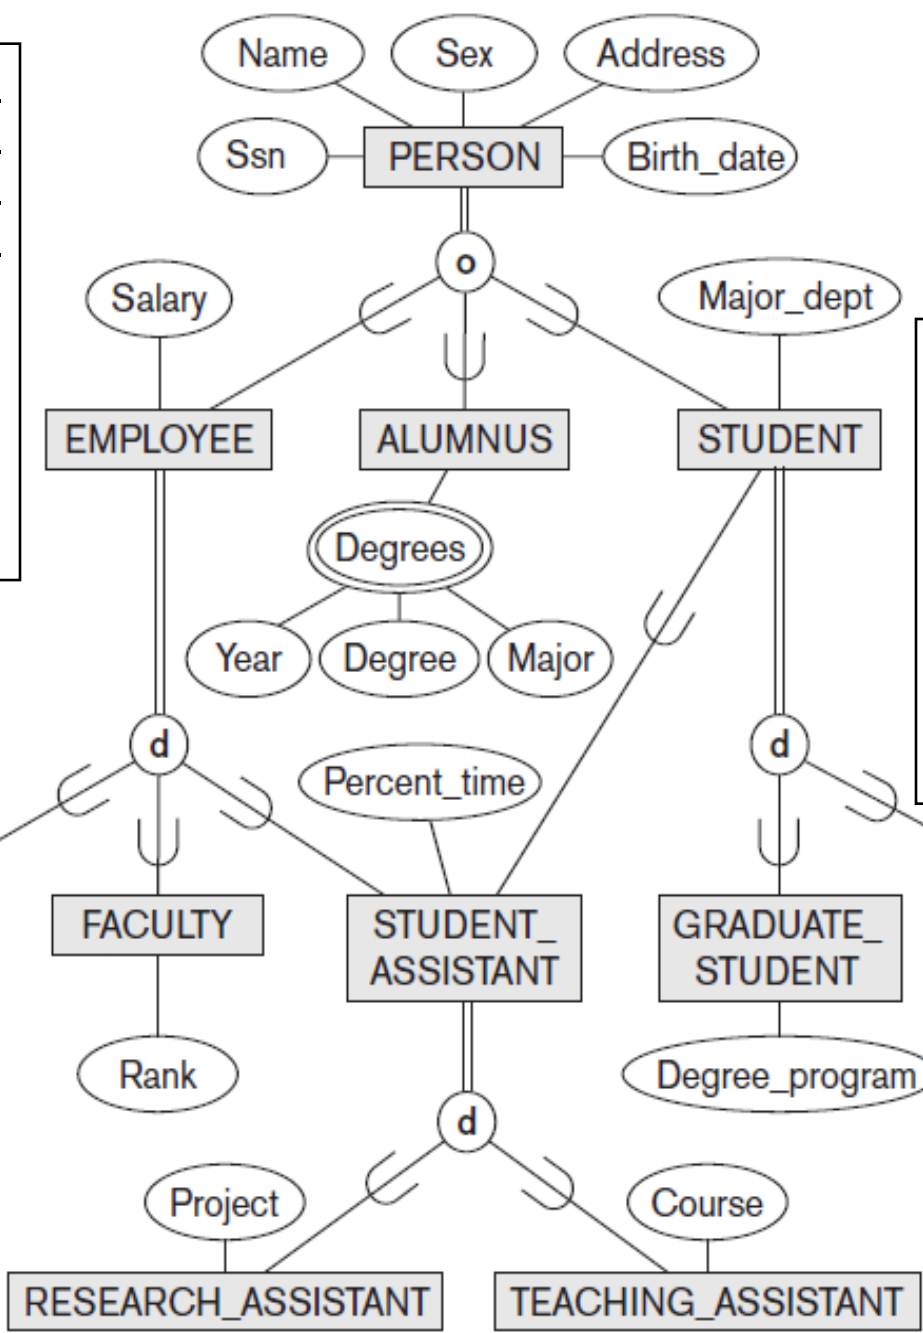 Name
Sex
Address
Ssn
PERSON
Birth_date
o
Salary
Major_dept
EMPLOYEE
ALUMNUS
STUDENT
Degrees
Year
Degree
Major
d
d
Percent_time
FACULTY
STUDENT_
ASSISTANT
GRADUATE_
STUDENT
Rank
Degree_program
d
Project
Course
RESEARCH_ASSISTANT
TEACHING_ASSISTANT